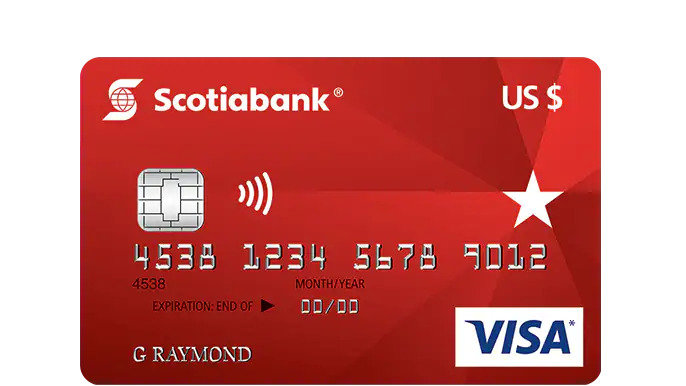 Scotiabank® US $
4538 1234 5678 9012
4538 MONTH/YEAR
EXPIRATION: END OF ▶ 00/00
G RAYMOND
VISA*